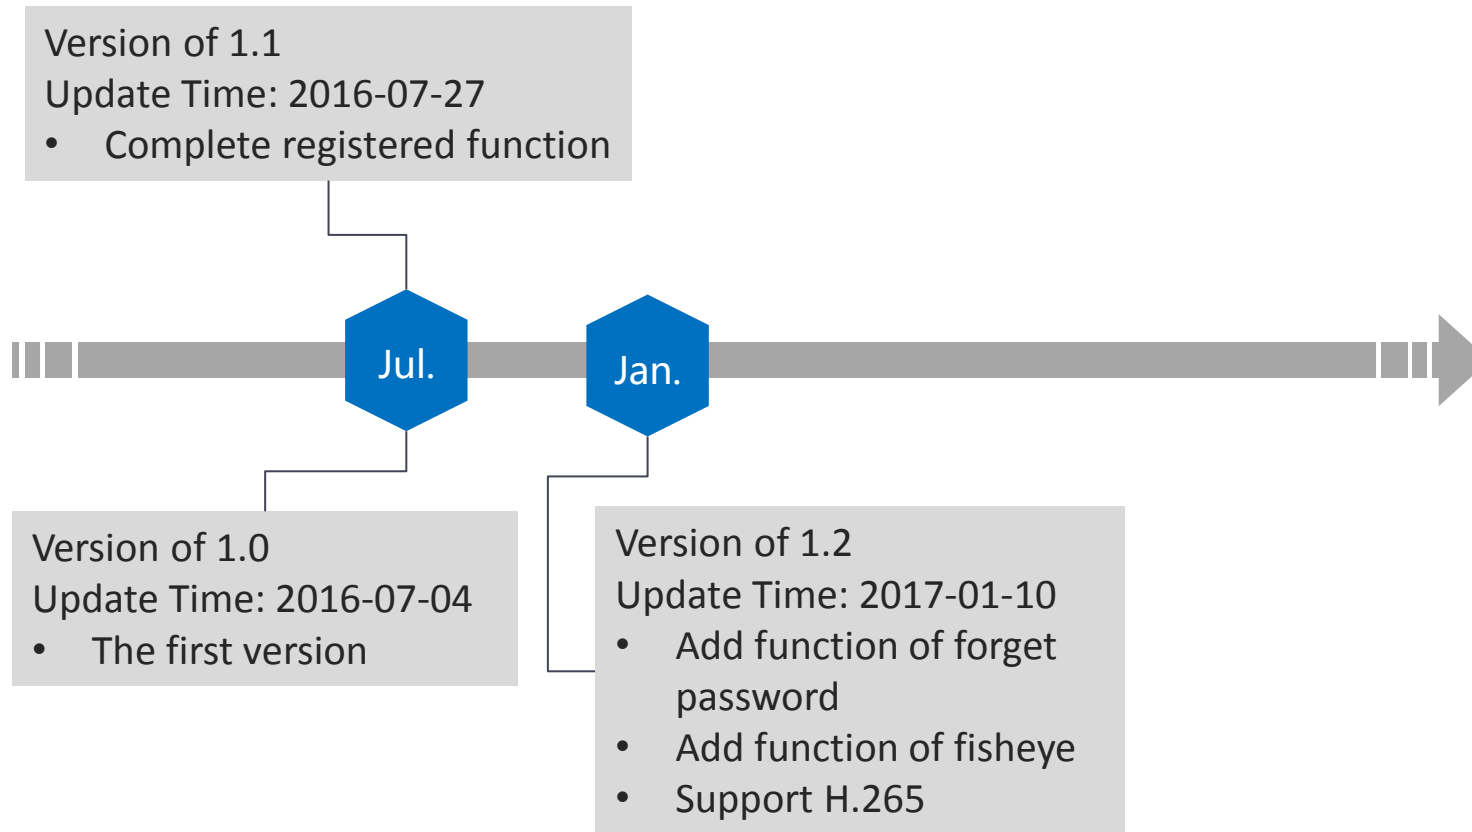 Version of 1.1
Update Time: 2016-07-27
• Complete registered function
Jul.
Jan.
Version of 1.0
Update Time: 2016-07-04
• The first version
Version of 1.2
Update Time: 2017-01-10
• Add function of forget
password
• Add function of fisheye
• Support H.265